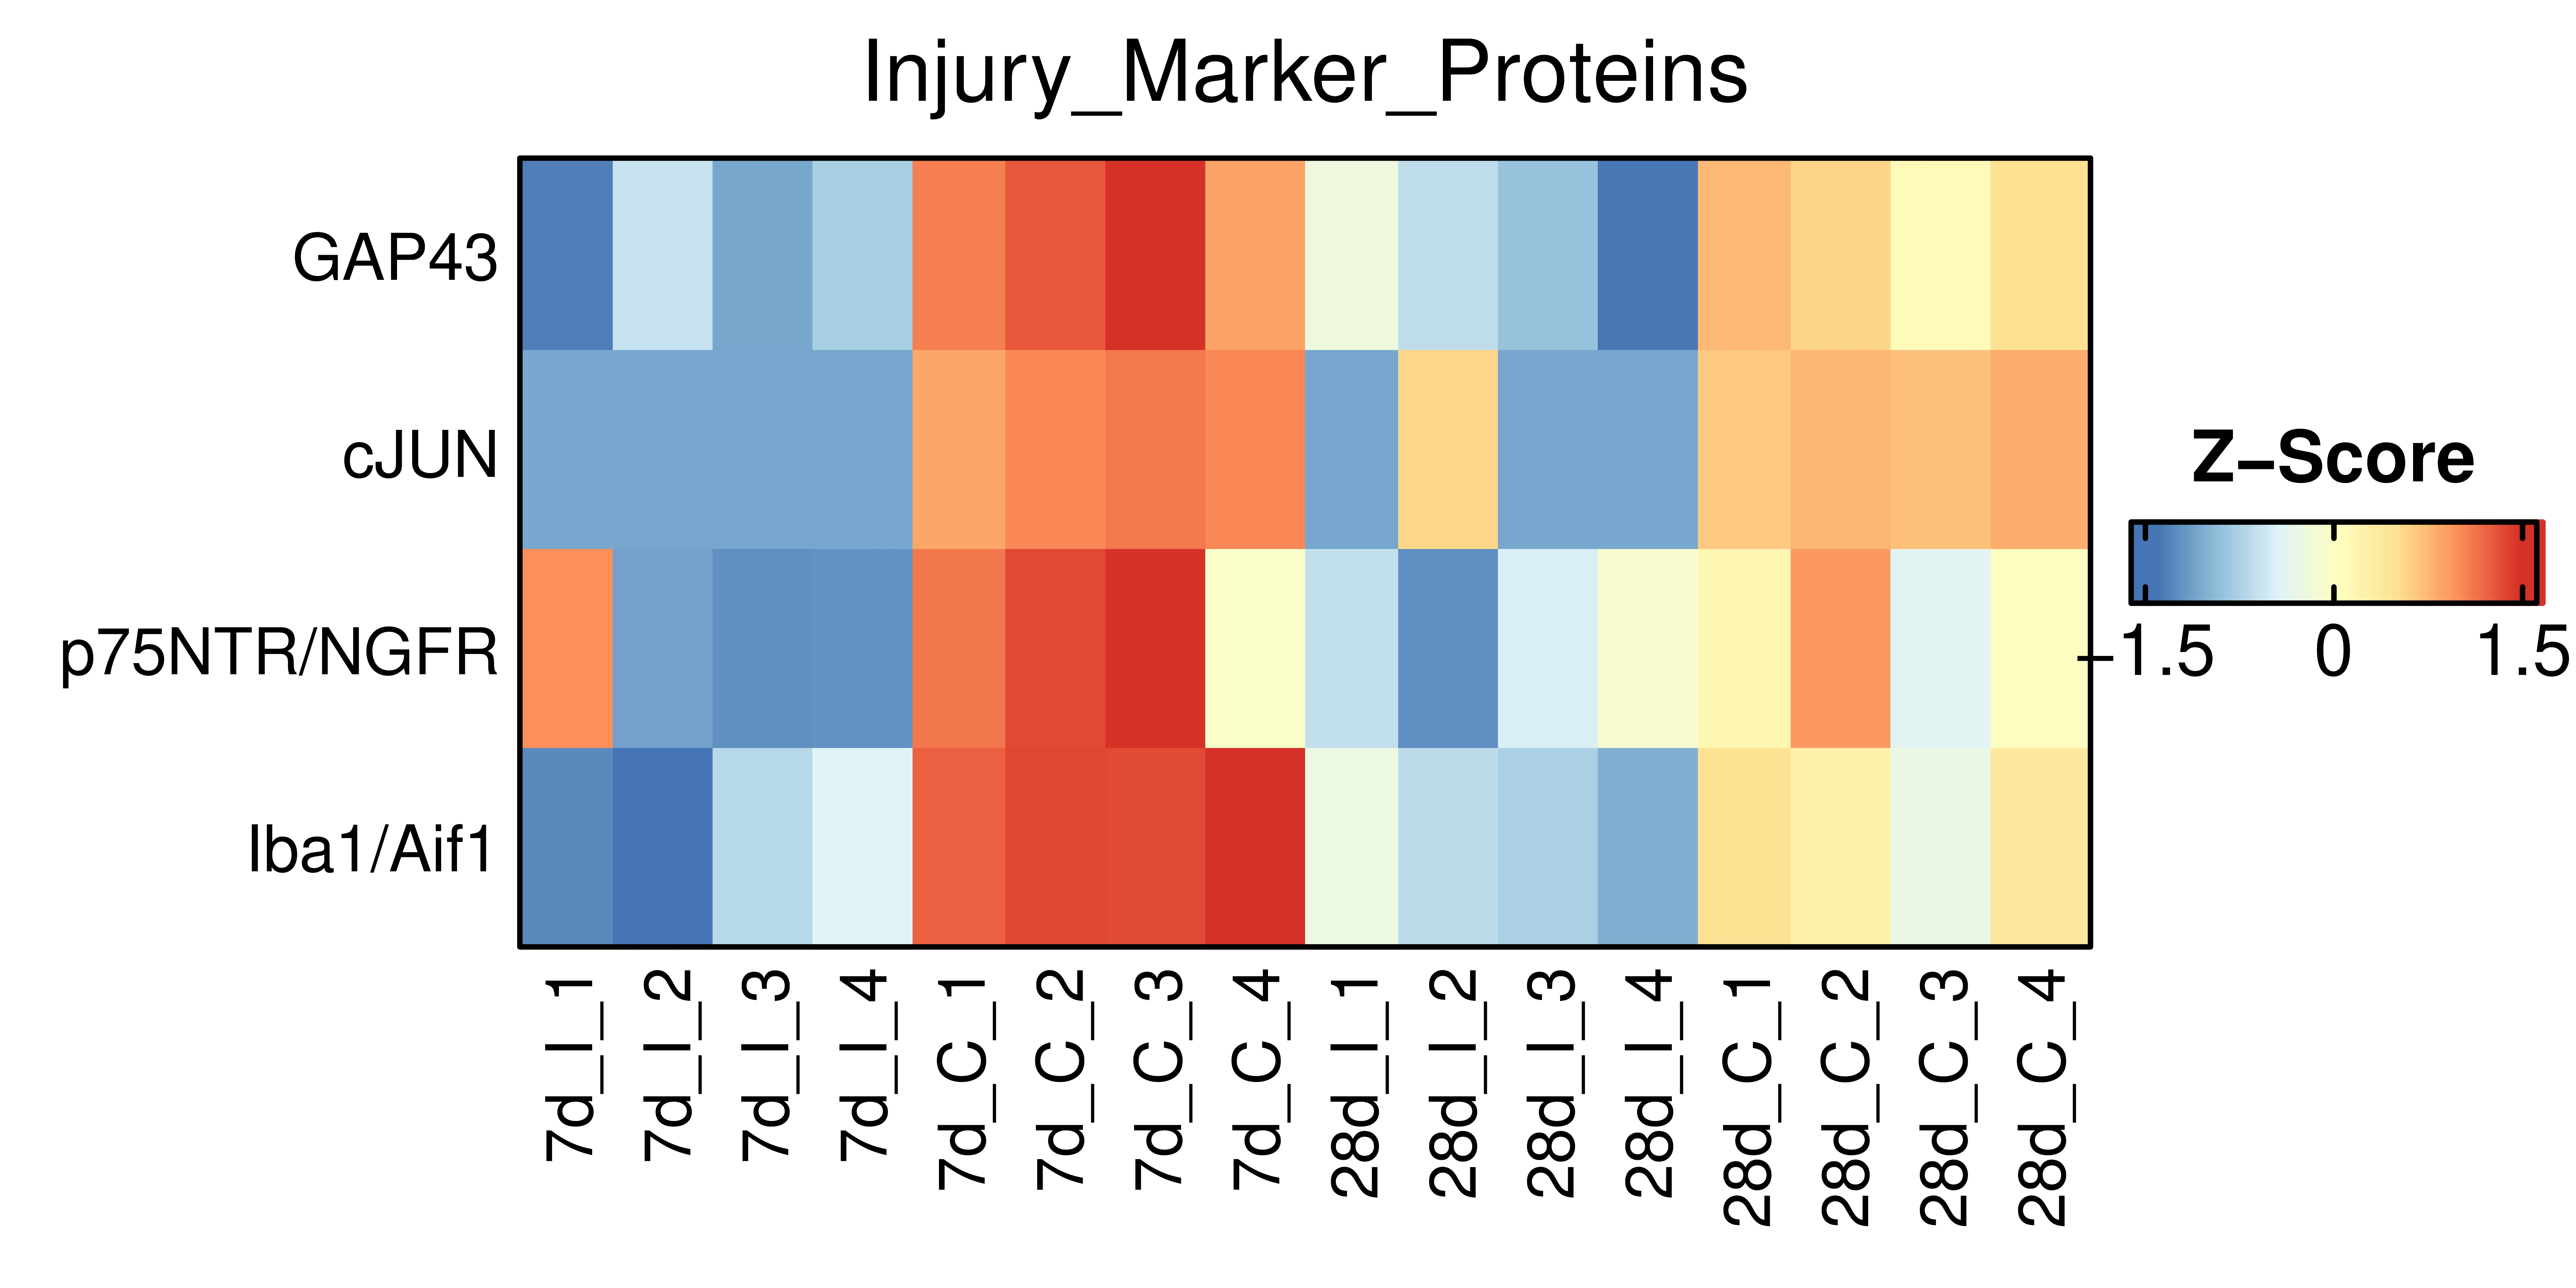 Injury_Marker_Proteins
GAP43
cJUN
p75NTR/NGFR
Iba1/Aif1
Z−Score
−1.5 0 1.5
7d_I_1 7d_I_2 7d_I_3 7d_I_4 7d_C_1 7d_C_2 7d_C_3 7d_C_4 28d_I_1 28d_I_2 28d_I_3 28d_I_4 28d_C_1 28d_C_2 28d_C_3 28d_C_4